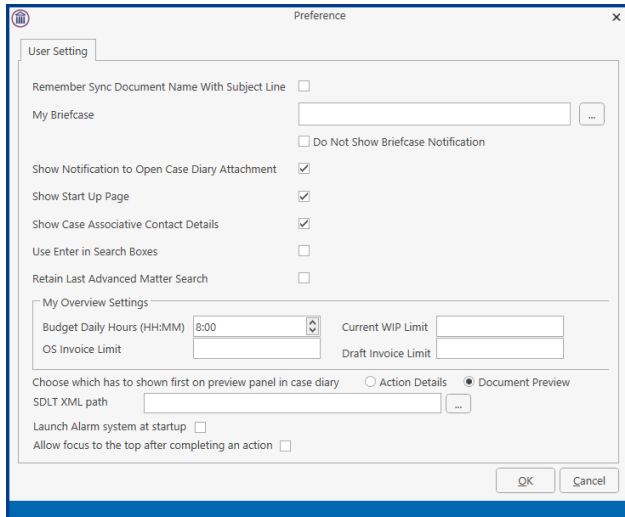 Preference
User Setting
Remember Sync Document Name With Subject Line
My Briefcase
...
Do Not Show Briefcase Notification
Show Notification to Open Case Diary Attachment
Show Start Up Page
Show Case Associative Contact Details
Use Enter in Search Boxes
Retain Last Advanced Matter Search
My Overview Settings
Budget Daily Hours (HH:MM) 8:00 Current WIP Limit
OS Invoice Limit Draft Invoice Limit
Choose which has to shown first on preview panel in case diary Action Details Document Preview
SDLT XML path ...
Launch Alarm system at startup
Allow focus to the top after completing an action
OK Cancel